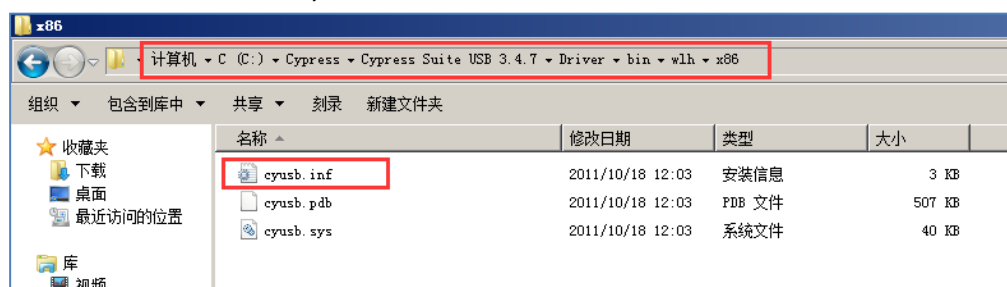 x86
计算机 C (C:) Cypress Cypress Suite USB 3.4.7 Driver bin wlh x86
组织 包含到库中 共享 刻录 新建文件夹
收藏夹
下载
桌面
最近访问的位置
库
视频
名称 修改日期 类型 大小
cyusb.inf 2011/10/18 12:03 安装信息 3 KB
cyusb.pdb 2011/10/18 12:03 PDB 文件 507 KB
cyusb.sys 2011/10/18 12:03 系统文件 40 KB